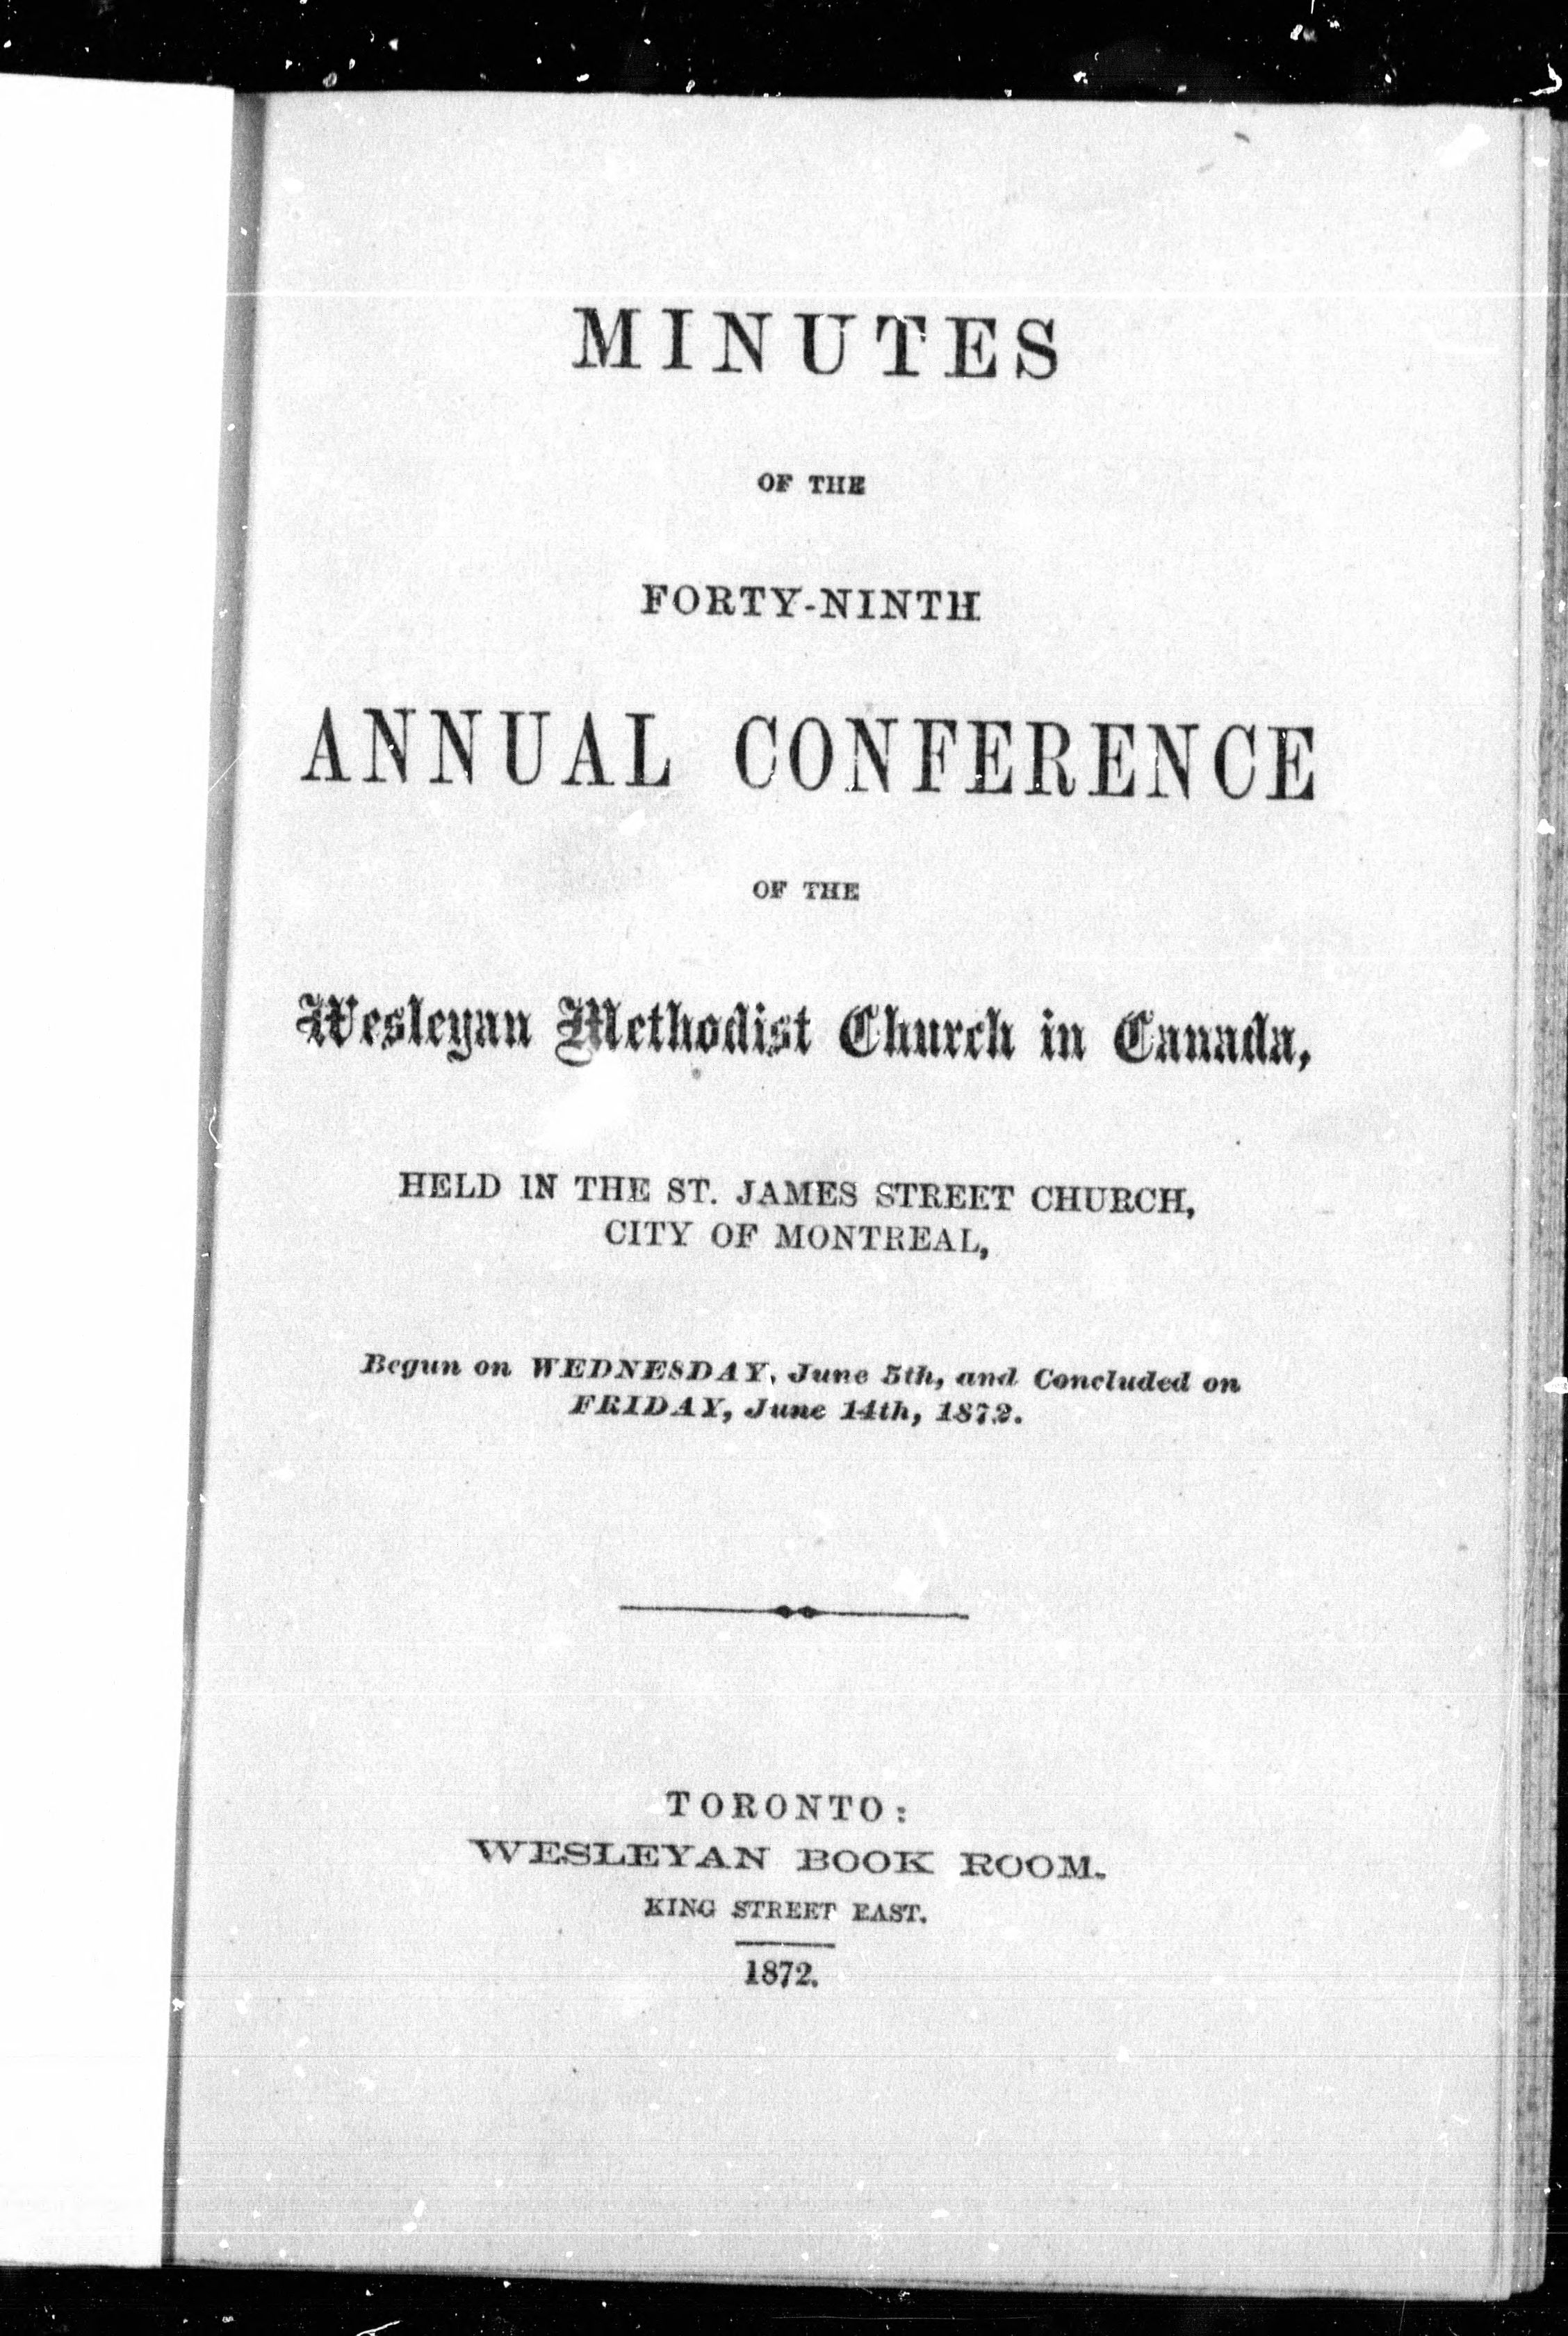 MINUTES
OF THE
FORTY-NINTH
ANNUAL CONFERENCE
OF THE
Wesleyan Methodist Church in Canada,
HELD IN THE ST. JAMES STREET CHURCH,
CITY OF MONTREAL,
Begun on WEDNESDAY, June 5th, and Concluded on
FRIDAY, June 14th, 1872.
TORONTO:
WESLEYAN BOOK ROOM.
KING STREET EAST.
1872.